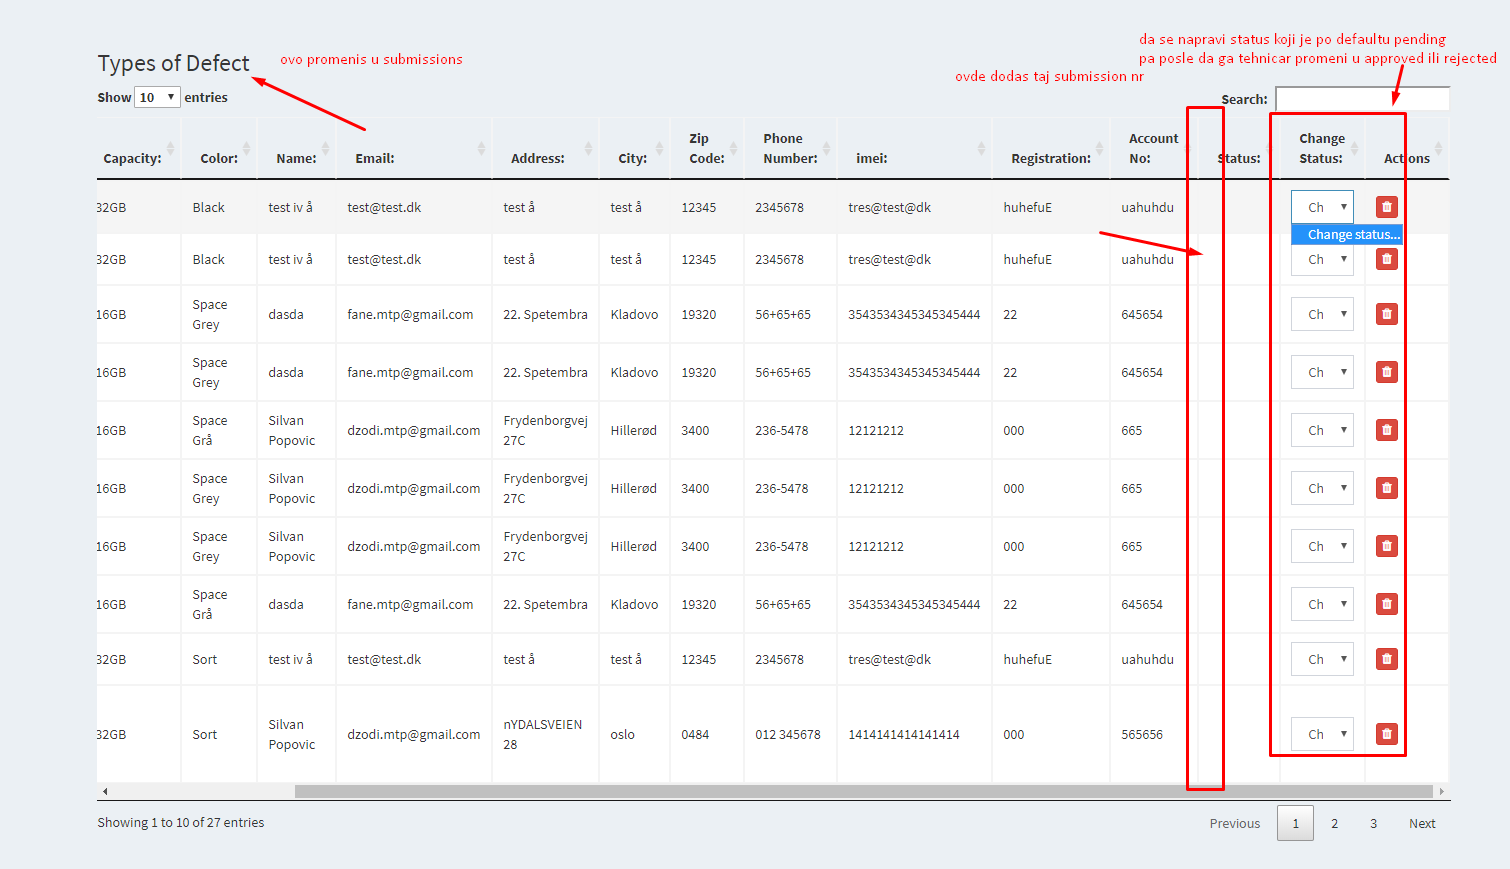 da se napravi status koji je po defaultu pending
Types of Defect
ovo promenis u submissions
pa posle da ga tehnicar promeni u approved ili rejected
ovde dodas taj submission nr
Show 10 entries
Search:
Capacity: Color: Name: Email: Address: City: Zip Code: Phone Number: imei: Registration: Account No: Status: Change Status: Actions
32GB Black test iv å test@test.dk test å test å 12345 2345678 tres@test@dk huhefuE uahuhdu Ch
Change status...
32GB Black test iv å test@test.dk test å test å 12345 2345678 tres@test@dk huhefuE uahuhdu Ch
16GB Space Grey dasda fane.mtp@gmail.com 22. Spetembra Kladovo 19320 56+65+65 3543534345345345444 22 645654 Ch
16GB Space Grey dasda fane.mtp@gmail.com 22. Spetembra Kladovo 19320 56+65+65 3543534345345345444 22 645654 Ch
16GB Space Grå Silvan Popovic dzodi.mtp@gmail.com Frydenborgvej 27C Hillerød 3400 236-5478 12121212 000 665 Ch
16GB Space Grey Silvan Popovic dzodi.mtp@gmail.com Frydenborgvej 27C Hillerød 3400 236-5478 12121212 000 665 Ch
16GB Space Grey Silvan Popovic dzodi.mtp@gmail.com Frydenborgvej 27C Hillerød 3400 236-5478 12121212 000 665 Ch
16GB Space Grå dasda fane.mtp@gmail.com 22. Spetembra Kladovo 19320 56+65+65 3543534345345345444 22 645654 Ch
32GB Sort test iv å test@test.dk test å test å 12345 2345678 tres@test@dk huhefuE uahuhdu Ch
32GB Sort Silvan Popovic dzodi.mtp@gmail.com nYDALSVEIEN 28 oslo 0484 012 345678 1414141414141414 000 565656 Ch
Showing 1 to 10 of 27 entries
Previous 1 2 3 Next